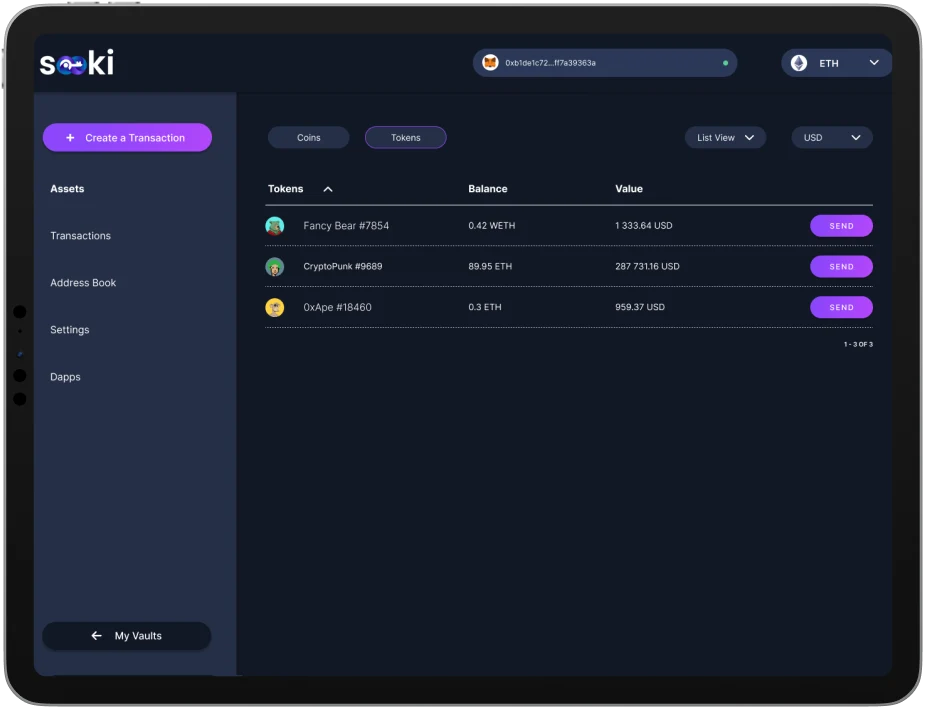 sooki
0xb1de1c72...ff7a39363a
ETH
+ Create a Transaction
Coins
Tokens
List View
USD
Assets
Transactions
Address Book
Settings
Dapps
My Vaults
Tokens Balance Value
Fancy Bear #7854 0.42 WETH 1 333.64 USD SEND
CryptoPunk #9689 89.95 ETH 287 731.16 USD SEND
0xApe #18460 0.3 ETH 959.37 USD SEND
1 - 3 OF 3